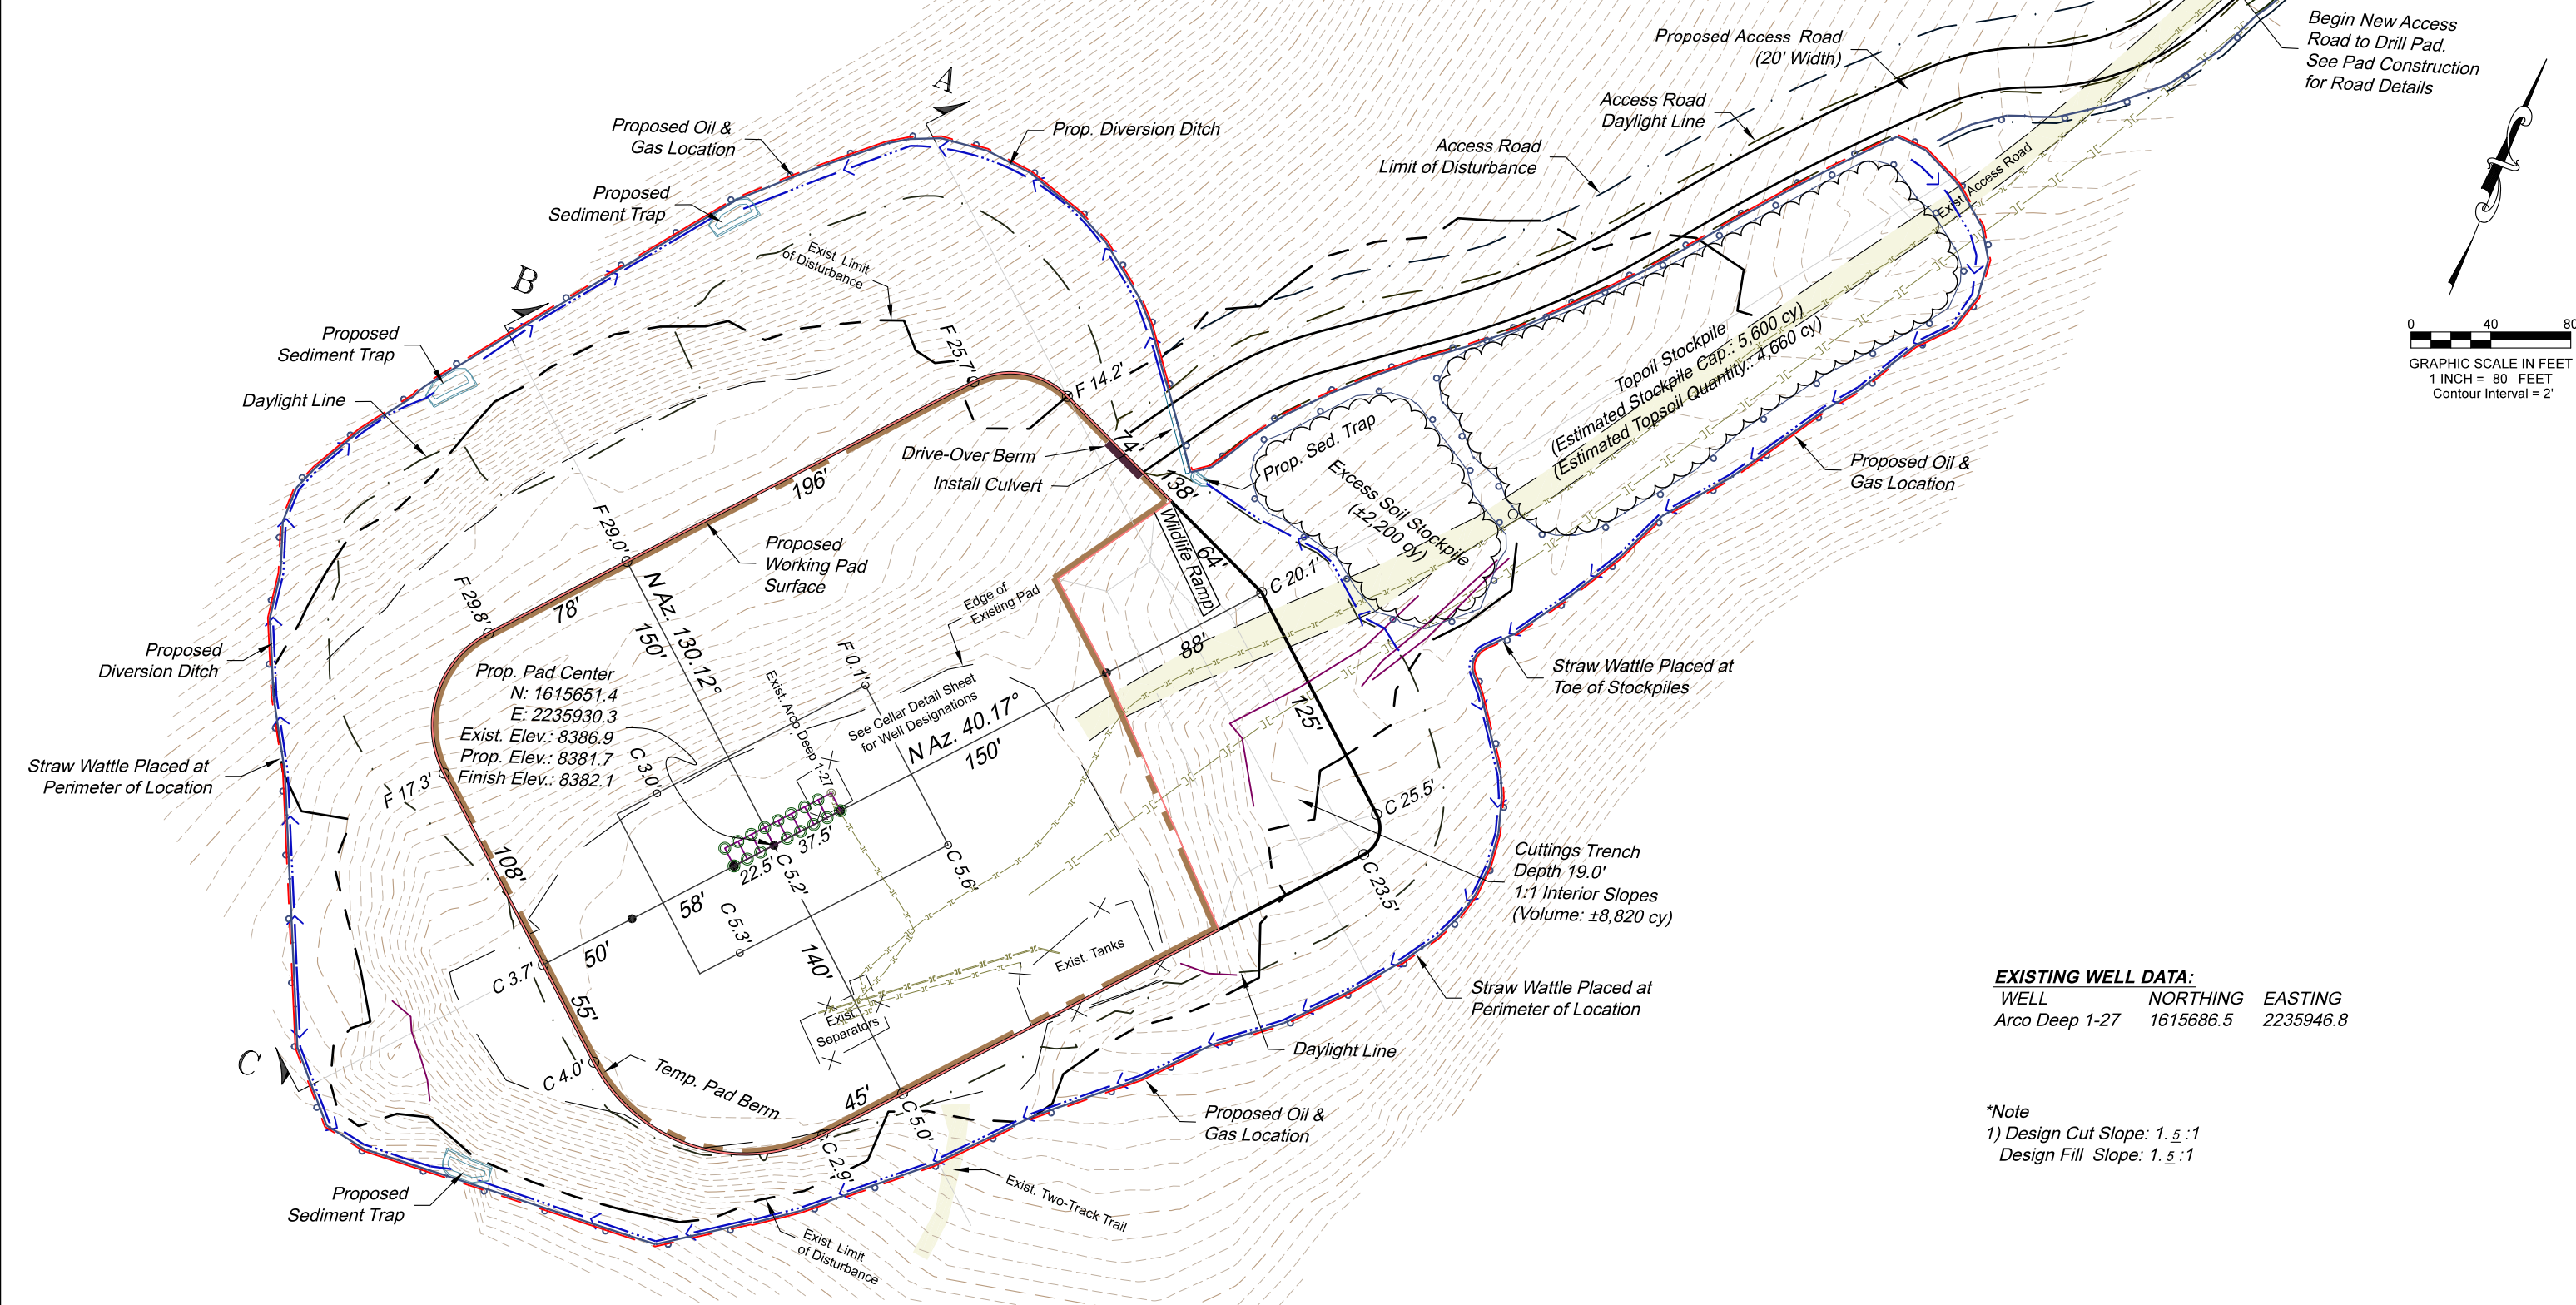 Begin New Access
Road to Drill Pad.
See Pad Construction
for Road Details
Proposed Access Road
(20' Width)
Access Road
Daylight Line
Access Road
Limit of Disturbance
A
Prop. Diversion Ditch
Proposed Oil &
Gas Location
Proposed
Sediment Trap
Exist. Access Road
B
Exist. Limit
of Disturbance
Proposed
Sediment Trap
Daylight Line
0 40 80
GRAPHIC SCALE IN FEET
1 INCH = 80 FEET
Contour Interval = 2'
F 25.7'
F 14.2'
74'
138'
Drive-Over Berm
Install Culvert
Prop. Sed. Trap
Excess Soil Stockpile
(±2,200 cy)
Topoil Stockpile
(Estimated Stockpile Cap.: 5,600 cy)
(Estimated Topsoil Quantity.: 4,660 cy)
Proposed Oil &
Gas Location
196'
F 29.0'
Proposed
Working Pad
Surface
Wildlife Ramp
64'
C 20.1'
Edge of
Existing Pad
F 29.8'
78'
N Az. 130.12°
150'
F 0.1'
88'
Straw Wattle Placed at
Toe of Stockpiles
Proposed
Diversion Ditch
Prop. Pad Center
N: 1615651.4
E: 2235930.3
Exist. Elev.: 8386.9
Prop. Elev.: 8381.7
Finish Elev.: 8382.1
Exist. Arco Deep 1-27
See Cellar Detail Sheet
for Well Designations
N Az. 40.17°
150'
125'
Straw Wattle Placed at
Perimeter of Location
F 17.3'
C 3.0'
C 25.5'
108'
22.5'
37.5'
C 5.2'
C 5.6'
58'
C 5.3'
C 23.5'
Cuttings Trench
Depth 19.0'
1:1 Interior Slopes
(Volume: ±8,820 cy)
C 3.7'
50'
140'
Exist. Tanks
55'
Exist.
Separators
Straw Wattle Placed at
Perimeter of Location
EXISTING WELL DATA:
WELL NORTHING EASTING
Arco Deep 1-27 1615686.5 2235946.8
C
C 4.0'
Temp. Pad Berm
45'
C 5.0'
C 2.9'
Daylight Line
Proposed Oil &
Gas Location
*Note
1) Design Cut Slope: 1.5:1
Design Fill Slope: 1.5:1
Proposed
Sediment Trap
Exist. Two-Track Trail
Exist. Limit
of Disturbance